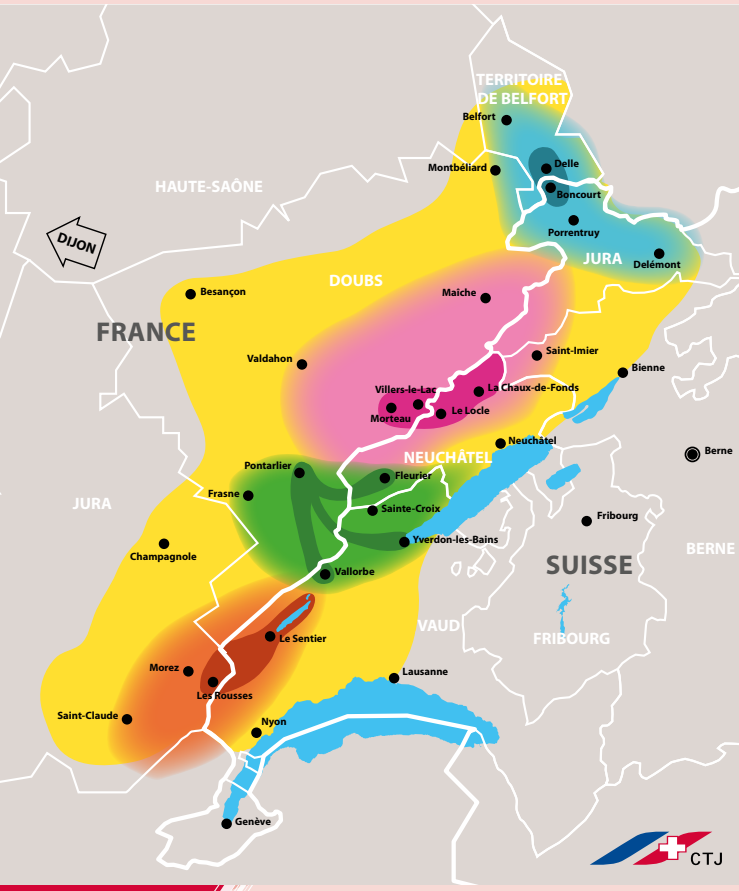 TERRITOIRE
DE BELFORT
Belfort
Delle
Montbéliard
HAUTE-SAÔNE
Boncourt
Porrentruy
DIJON
JURA
Delémont
DOUBS
Besançon
Maiche
FRANCE
Saint-Imier
Valdahon
Bienne
Villers-le-Lac
La Chaux-de-Fonds
Morteau
Le Locle
Neuchâtel
Berne
NEUCHÂTEL
Pontarlier
Fleurier
Frasne
JURA
Sainte-Croix
Fribourg
Yverdon-les-Bains
BERNE
Champagnole
SUISSE
Vallorbe
VAUD
Le Sentier
FRIBOURG
Morez
Lausanne
Les Rousses
Saint-Claude
Nyon
Genève
CTJ